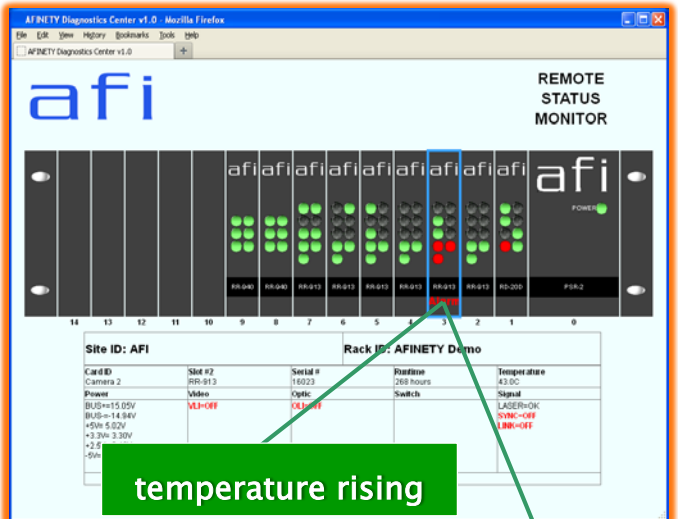 AFINETY Diagnostics Center v1.0 - Mozilla Firefox
File Edit View History Bookmarks Tools Help
AFINETY Diagnostics Center v1.0 +
afi
REMOTE
STATUS
MONITOR
afi afi afi afi afi afi afi afi afi afi
POWER
RR-940 RR-940 RR-913 RR-913 RR-913 RR-913 RR-913 RR-913 RD-20D PSR-2
Alarm
14 13 12 11 10 9 8 7 6 5 4 3 2 1 0
Site ID: AFI Rack ID: AFINETY Demo
Card ID Slot #2 Serial # Runtime Temperature
Camera 2 RR-913 16023 268 hours 43.0C
Power Video Optic Switch Signal
BUS+=15.05V VLI=OFF OLI=OFF LASER=OK
BUS-=-14.94V SYNC=OFF
+5V= 5.02V LINK=OFF
+3.3V= 3.30V
+2.5
-5V=
temperature rising